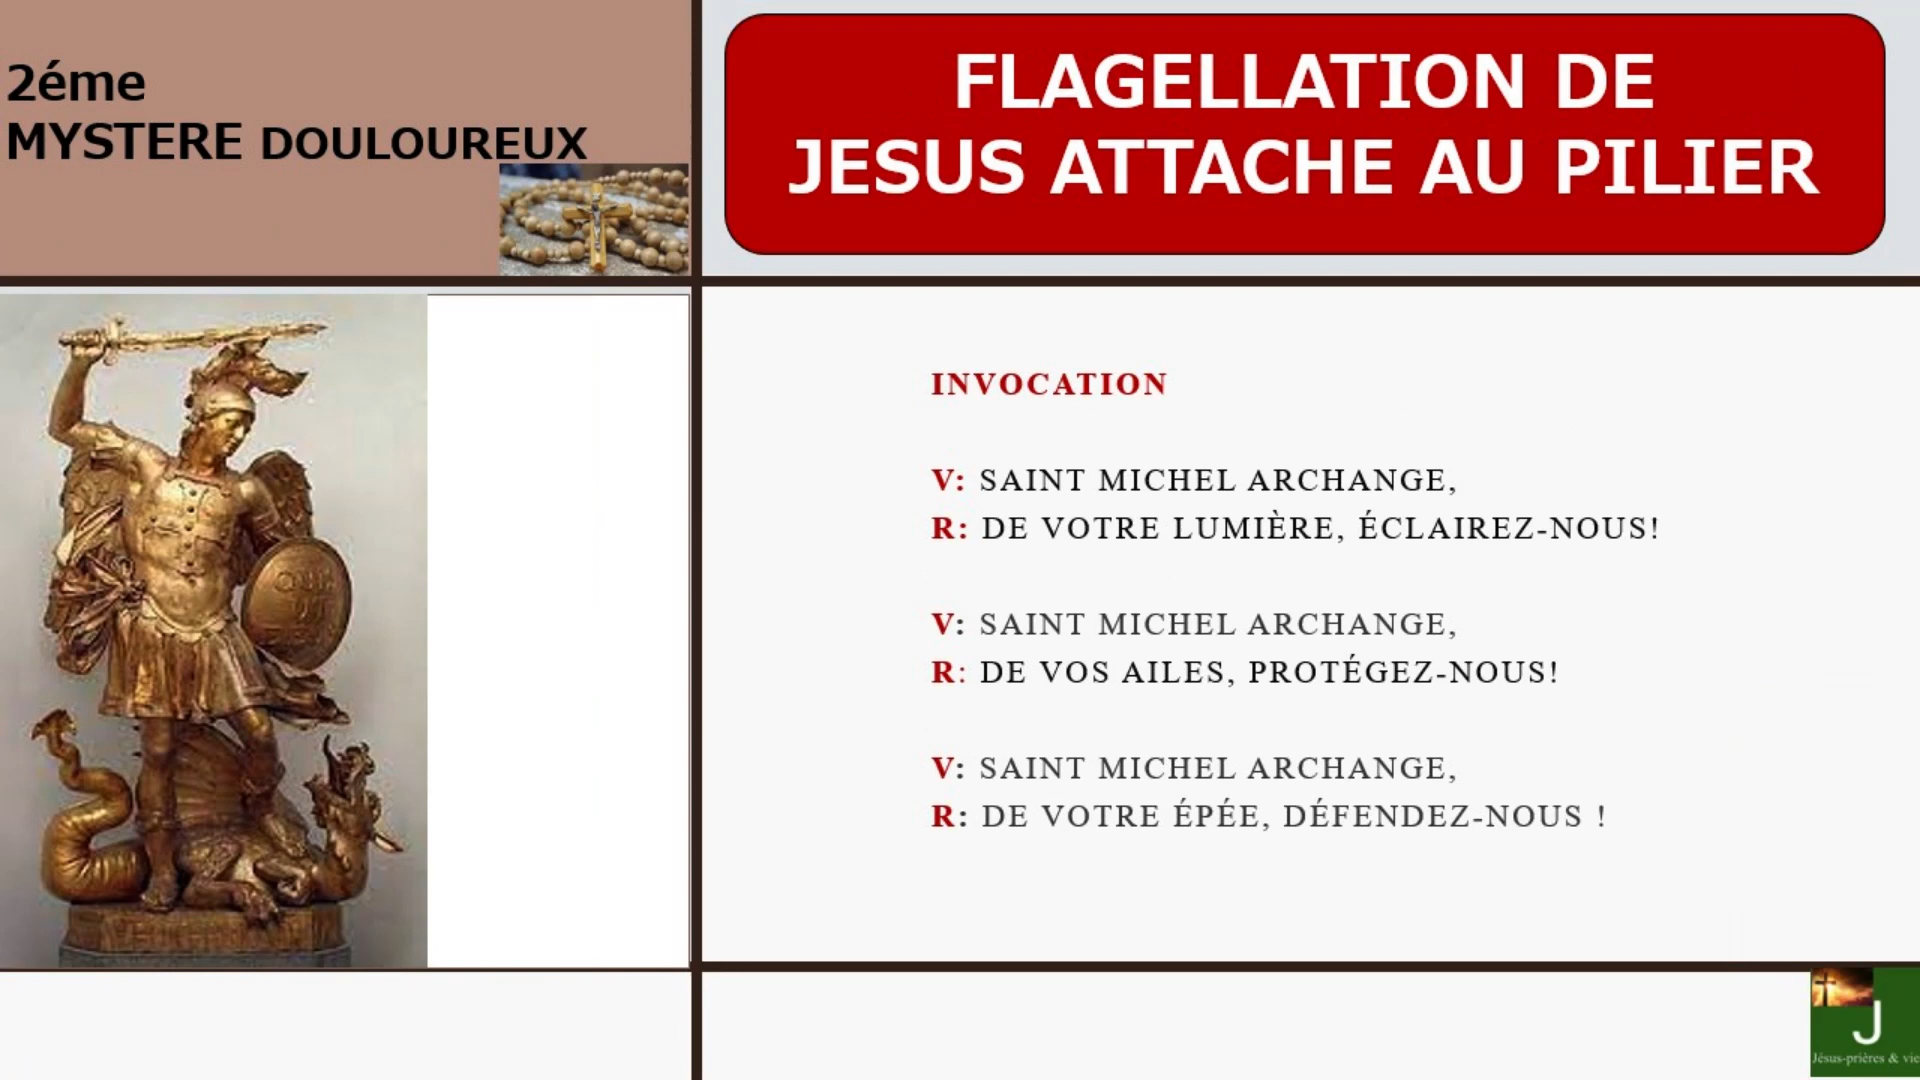 2éme
MYSTERE DOULOUREUX
FLAGELLATION DE
JESUS ATTACHE AU PILIER
INVOCATION
V: SAINT MICHEL ARCHANGE,
R: DE VOTRE LUMIÈRE, ÉCLAIREZ-NOUS!
V: SAINT MICHEL ARCHANGE,
R: DE VOS AILES, PROTÉGEZ-NOUS!
V: SAINT MICHEL ARCHANGE,
R: DE VOTRE ÉPÉE, DÉFENDEZ-NOUS !
J
Jésus-prières & vie